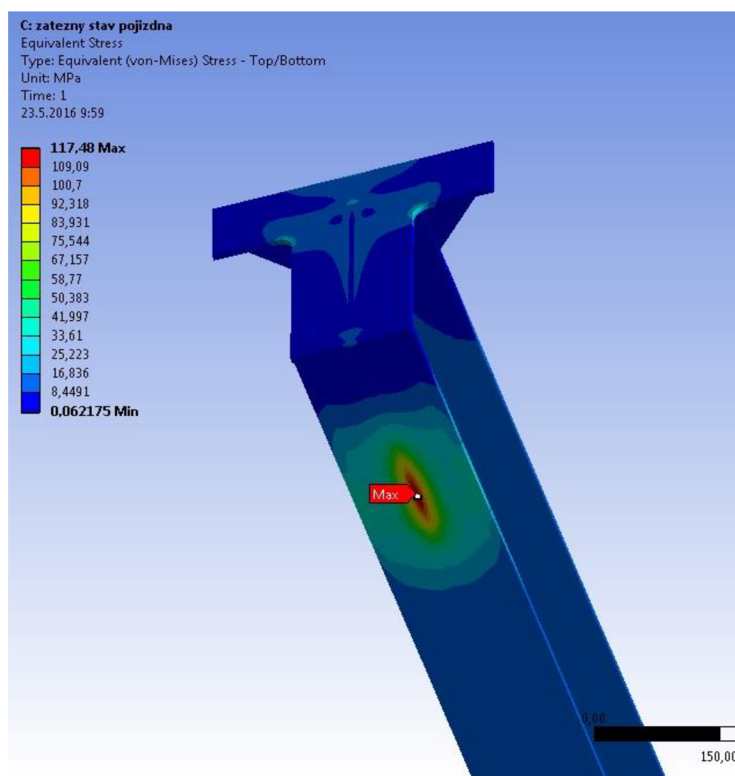 C: zatezny stav pojizdna
Equivalent Stress
Type: Equivalent (von-Mises) Stress - Top/Bottom
Unit: MPa
Time: 1
23.5.2016 9:59
117,48 Max
109,09
100,7
92,318
83,931
75,544
67,157
58,77
50,383
41,997
33,61
25,223
16,836
8,4491
0,062175 Min
Max
0,00
150,00